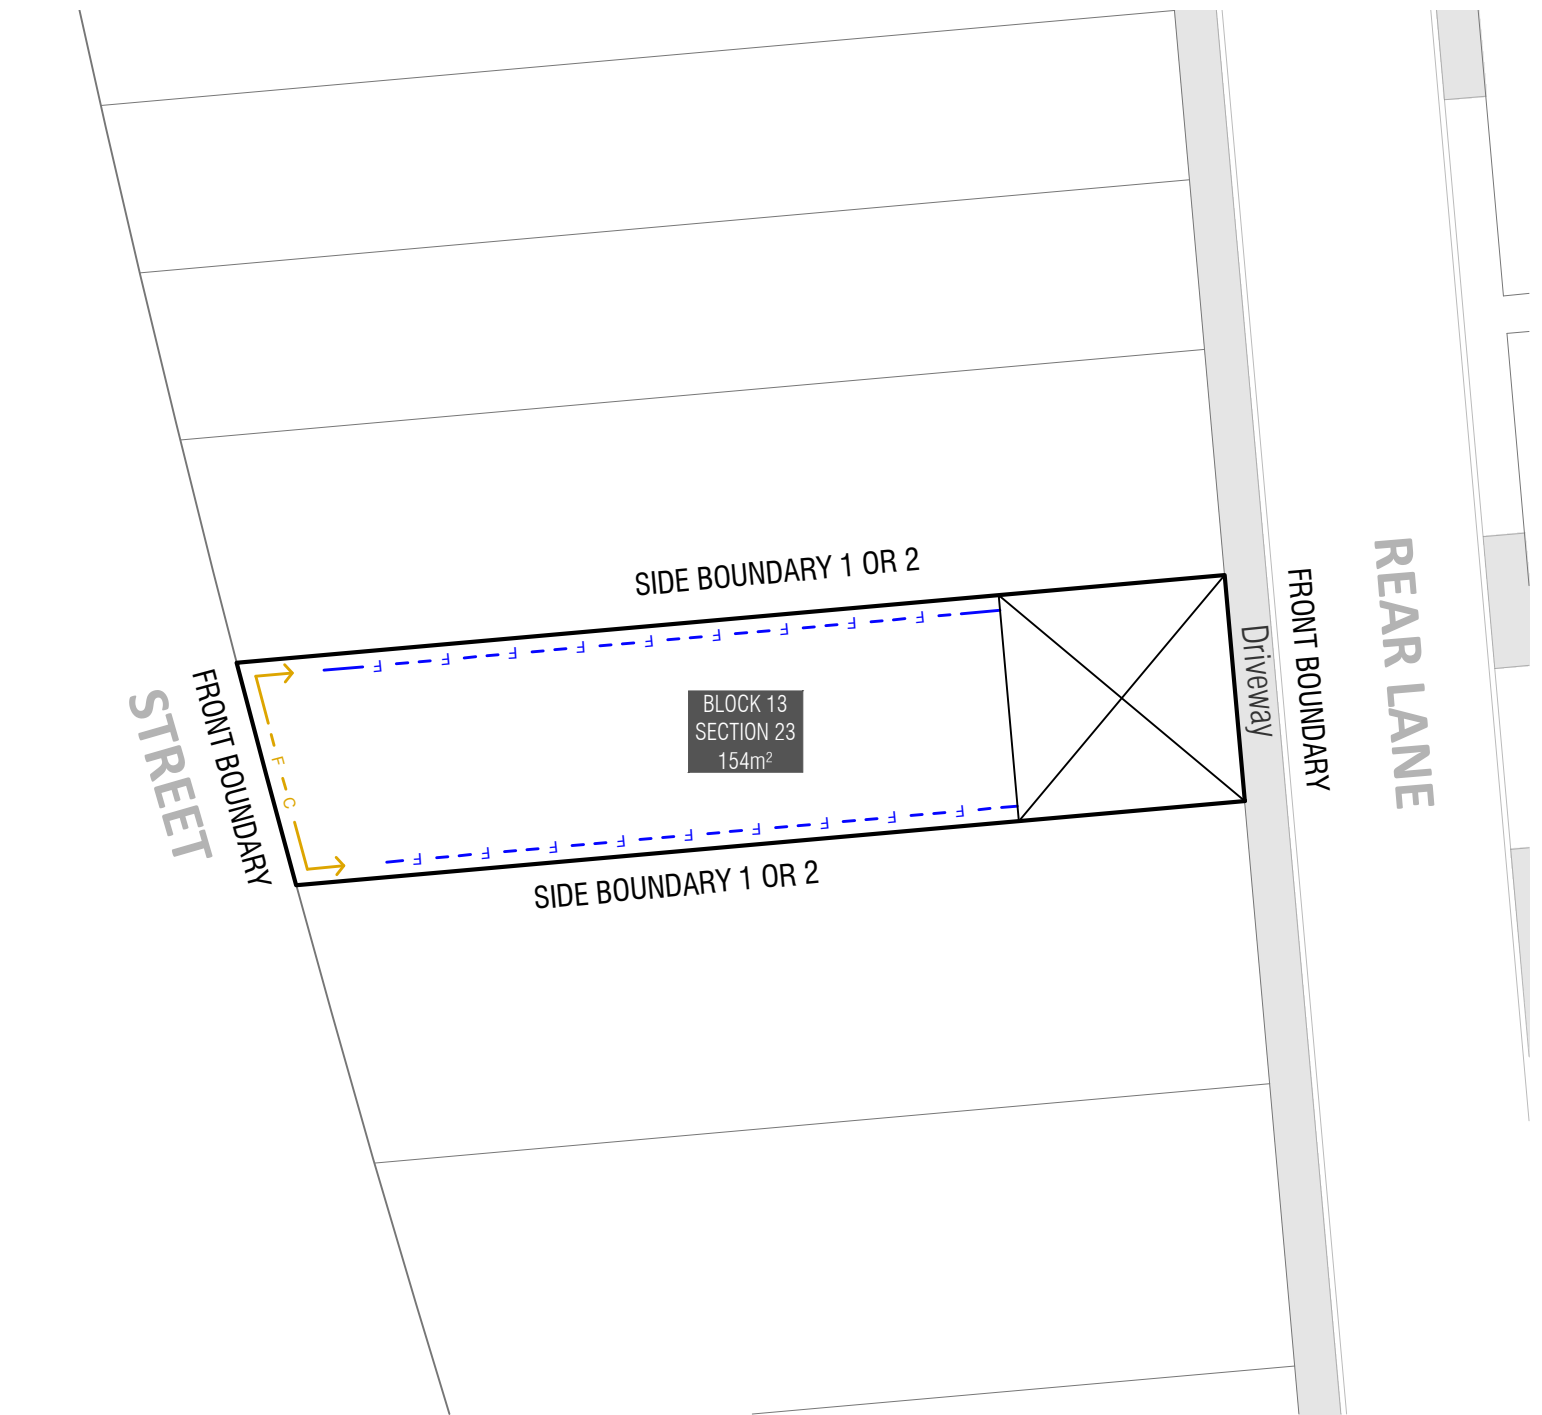 SIDE BOUNDARY 1 OR 2
STREET
FRONT BOUNDARY
F
C
F F F F F F F F F
BLOCK 13
SECTION 23
154m²
F F F F F F F F F
SIDE BOUNDARY 1 OR 2
Driveway
FRONT BOUNDARY
REAR LANE